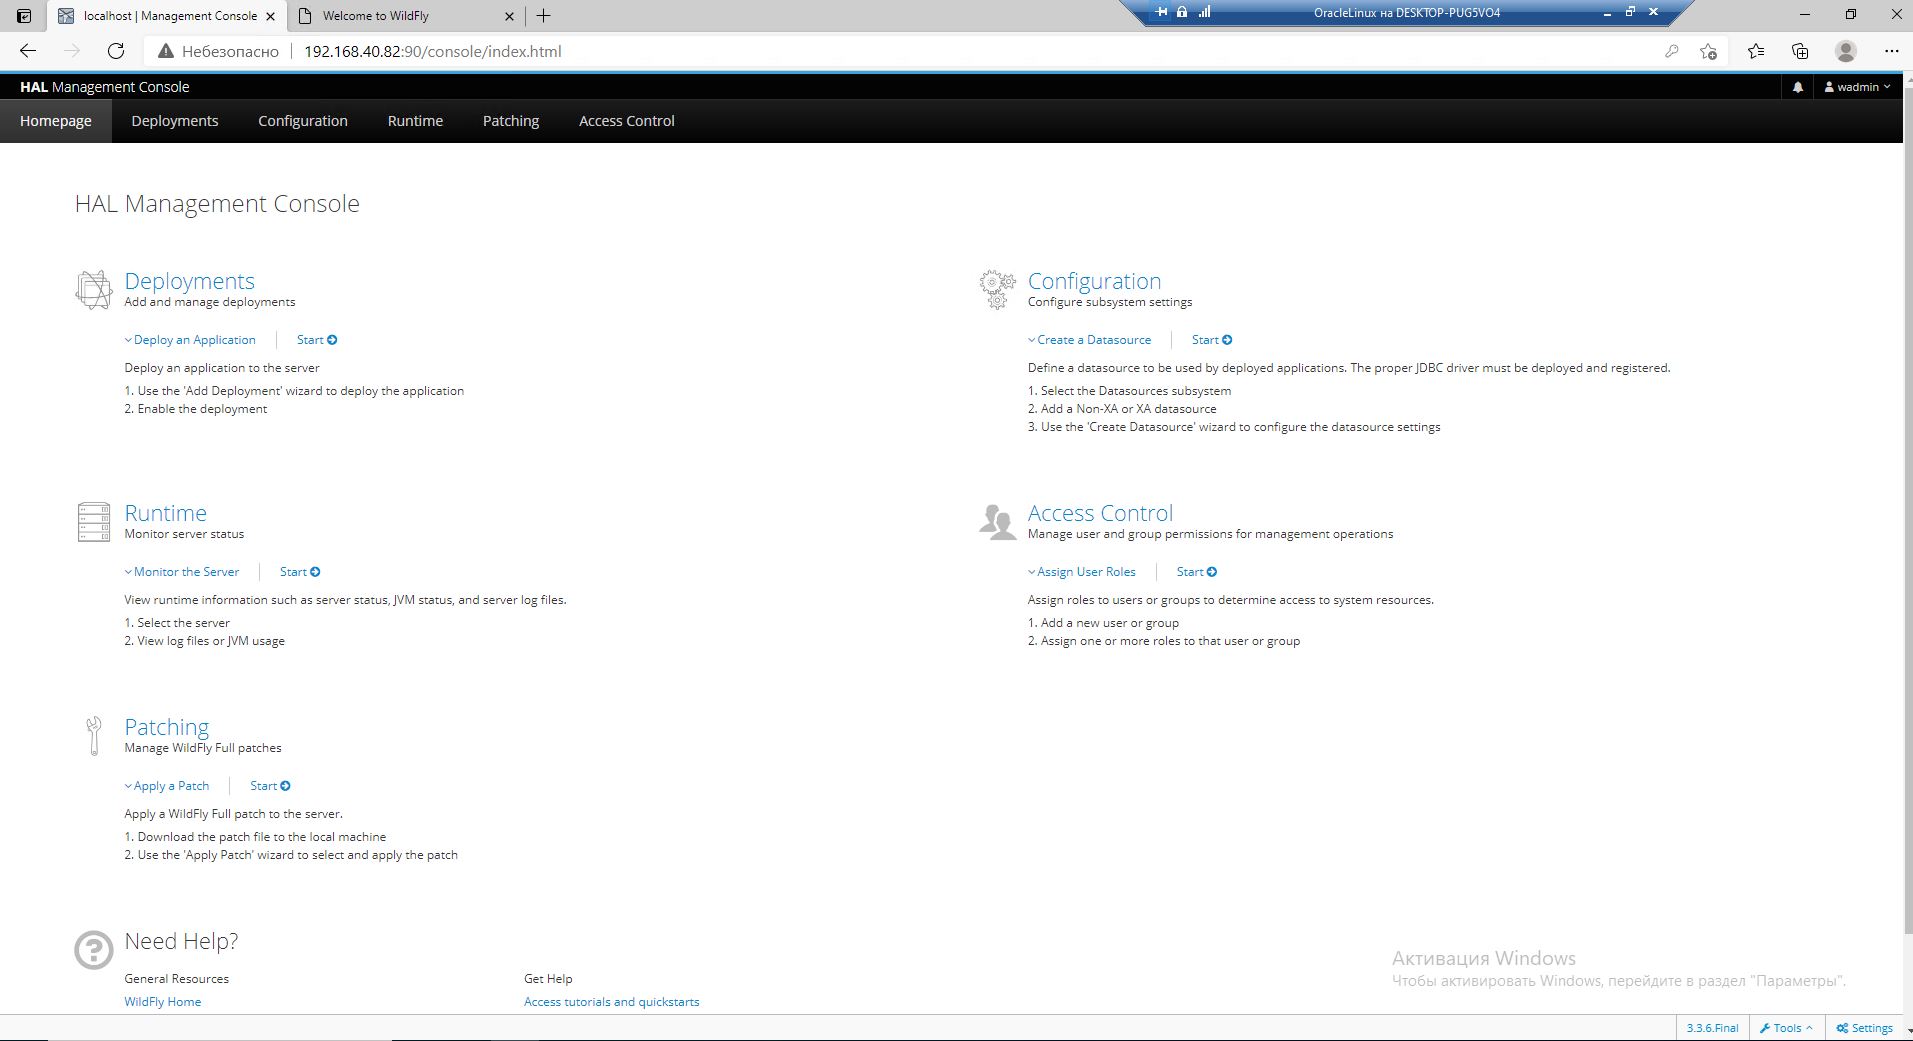 localhost | Management Console
Welcome to WildFly
OracleLinux на DESKTOP-PUG5VO4
Небезопасно
192.168.40.82:90/console/index.html
HAL Management Console
wadmin
Homepage
Deployments
Configuration
Runtime
Patching
Access Control
HAL Management Console
Deployments
Add and manage deployments
Deploy an Application
Start
Deploy an application to the server
1. Use the 'Add Deployment' wizard to deploy the application
2. Enable the deployment
Configuration
Configure subsystem settings
Create a Datasource
Start
Define a datasource to be used by deployed applications. The proper JDBC driver must be deployed and registered.
1. Select the Datasources subsystem
2. Add a Non-XA or XA datasource
3. Use the 'Create Datasource' wizard to configure the datasource settings
Runtime
Monitor server status
Monitor the Server
Start
View runtime information such as server status, JVM status, and server log files.
1. Select the server
2. View log files or JVM usage
Access Control
Manage user and group permissions for management operations
Assign User Roles
Start
Assign roles to users or groups to determine access to system resources.
1. Add a new user or group
2. Assign one or more roles to that user or group
Patching
Manage WildFly Full patches
Apply a Patch
Start
Apply a WildFly Full patch to the server.
1. Download the patch file to the local machine
2. Use the 'Apply Patch' wizard to select and apply the patch
Need Help?
General Resources
WildFly Home
Get Help
Access tutorials and quickstarts
Активация Windows
Чтобы активировать Windows, перейдите в раздел "Параметры".
3.3.6.Final
Tools
Settings